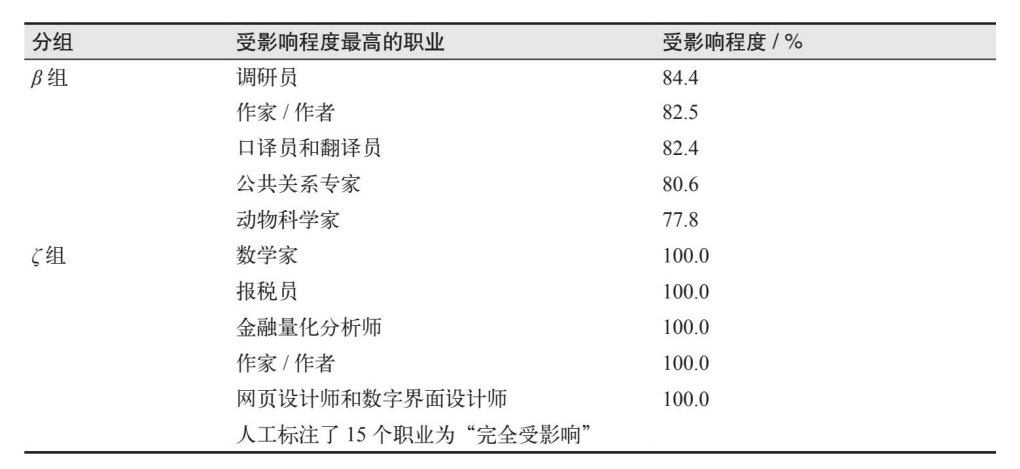 分组 受影响程度最高的职业 受影响程度 / %
β 组 调研员 84.4
作家 / 作者 82.5
口译员和翻译员 82.4
公共关系专家 80.6
动物科学家 77.8
ζ 组 数学家 100.0
报税员 100.0
金融量化分析师 100.0
作家 / 作者 100.0
网页设计师和数字界面设计师 100.0
人工标注了 15 个职业为“完全受影响”